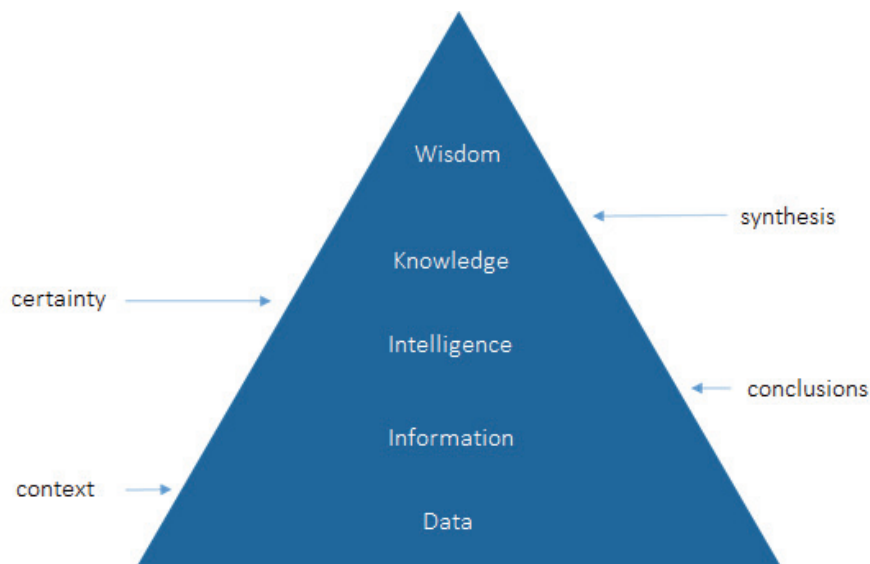 Wisdom
synthesis
Knowledge
certainty
Intelligence
conclusions
Information
context
Data